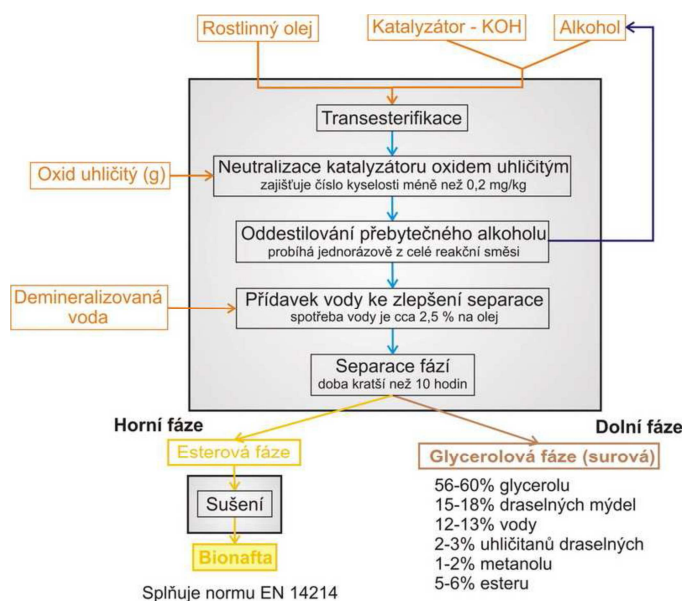 Rostlinný olej
Katalyzátor - KOH
Alkohol
Transesterifikace
Oxid uhličitý (g)
Neutralizace katalyzátoru oxidem uhličitým
zajišťuje číslo kyselosti méně než 0,2 mg/kg
Oddestilování přebytečného alkoholu
probíhá jednorázově z celé reakční směsi
Demineralizovaná
voda
Přídavek vody ke zlepšení separace
spotřeba vody je cca 2,5 % na olej
Separace fází
doba kratší než 10 hodin
Horní fáze
Dolní fáze
Esterová fáze
Glycerolová fáze (surová)
Sušení
Bionafta
Splňuje normu EN 14214
56-60% glycerolu
15-18% draselných mýdel
12-13% vody
2-3% uhličitanů draselných
1-2% metanolu
5-6% esteru